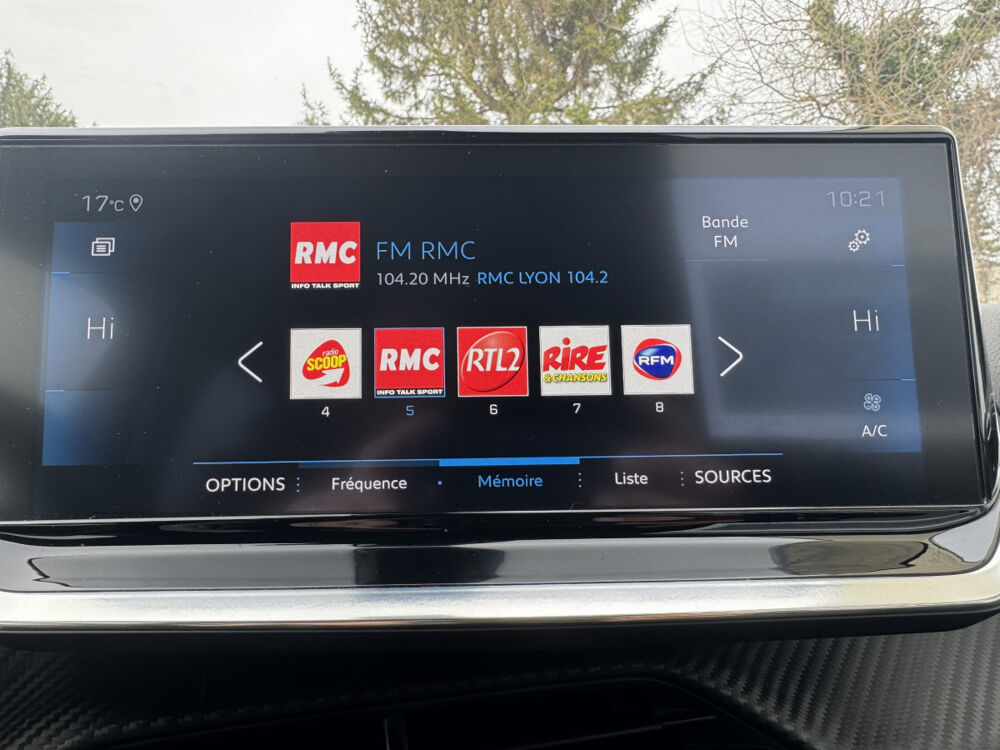 17°C
10:21
RMC
INFO TALK SPORT
FM RMC
104.20 MHz RMC LYON 104.2
Bande
FM
Hi
Hi
radio
SCOOP
RMC
INFO TALK SPORT
RTL2
RIRE
& CHANSONS
RFM
4
5
6
7
8
A/C
OPTIONS
Fréquence
Mémoire
Liste
SOURCES